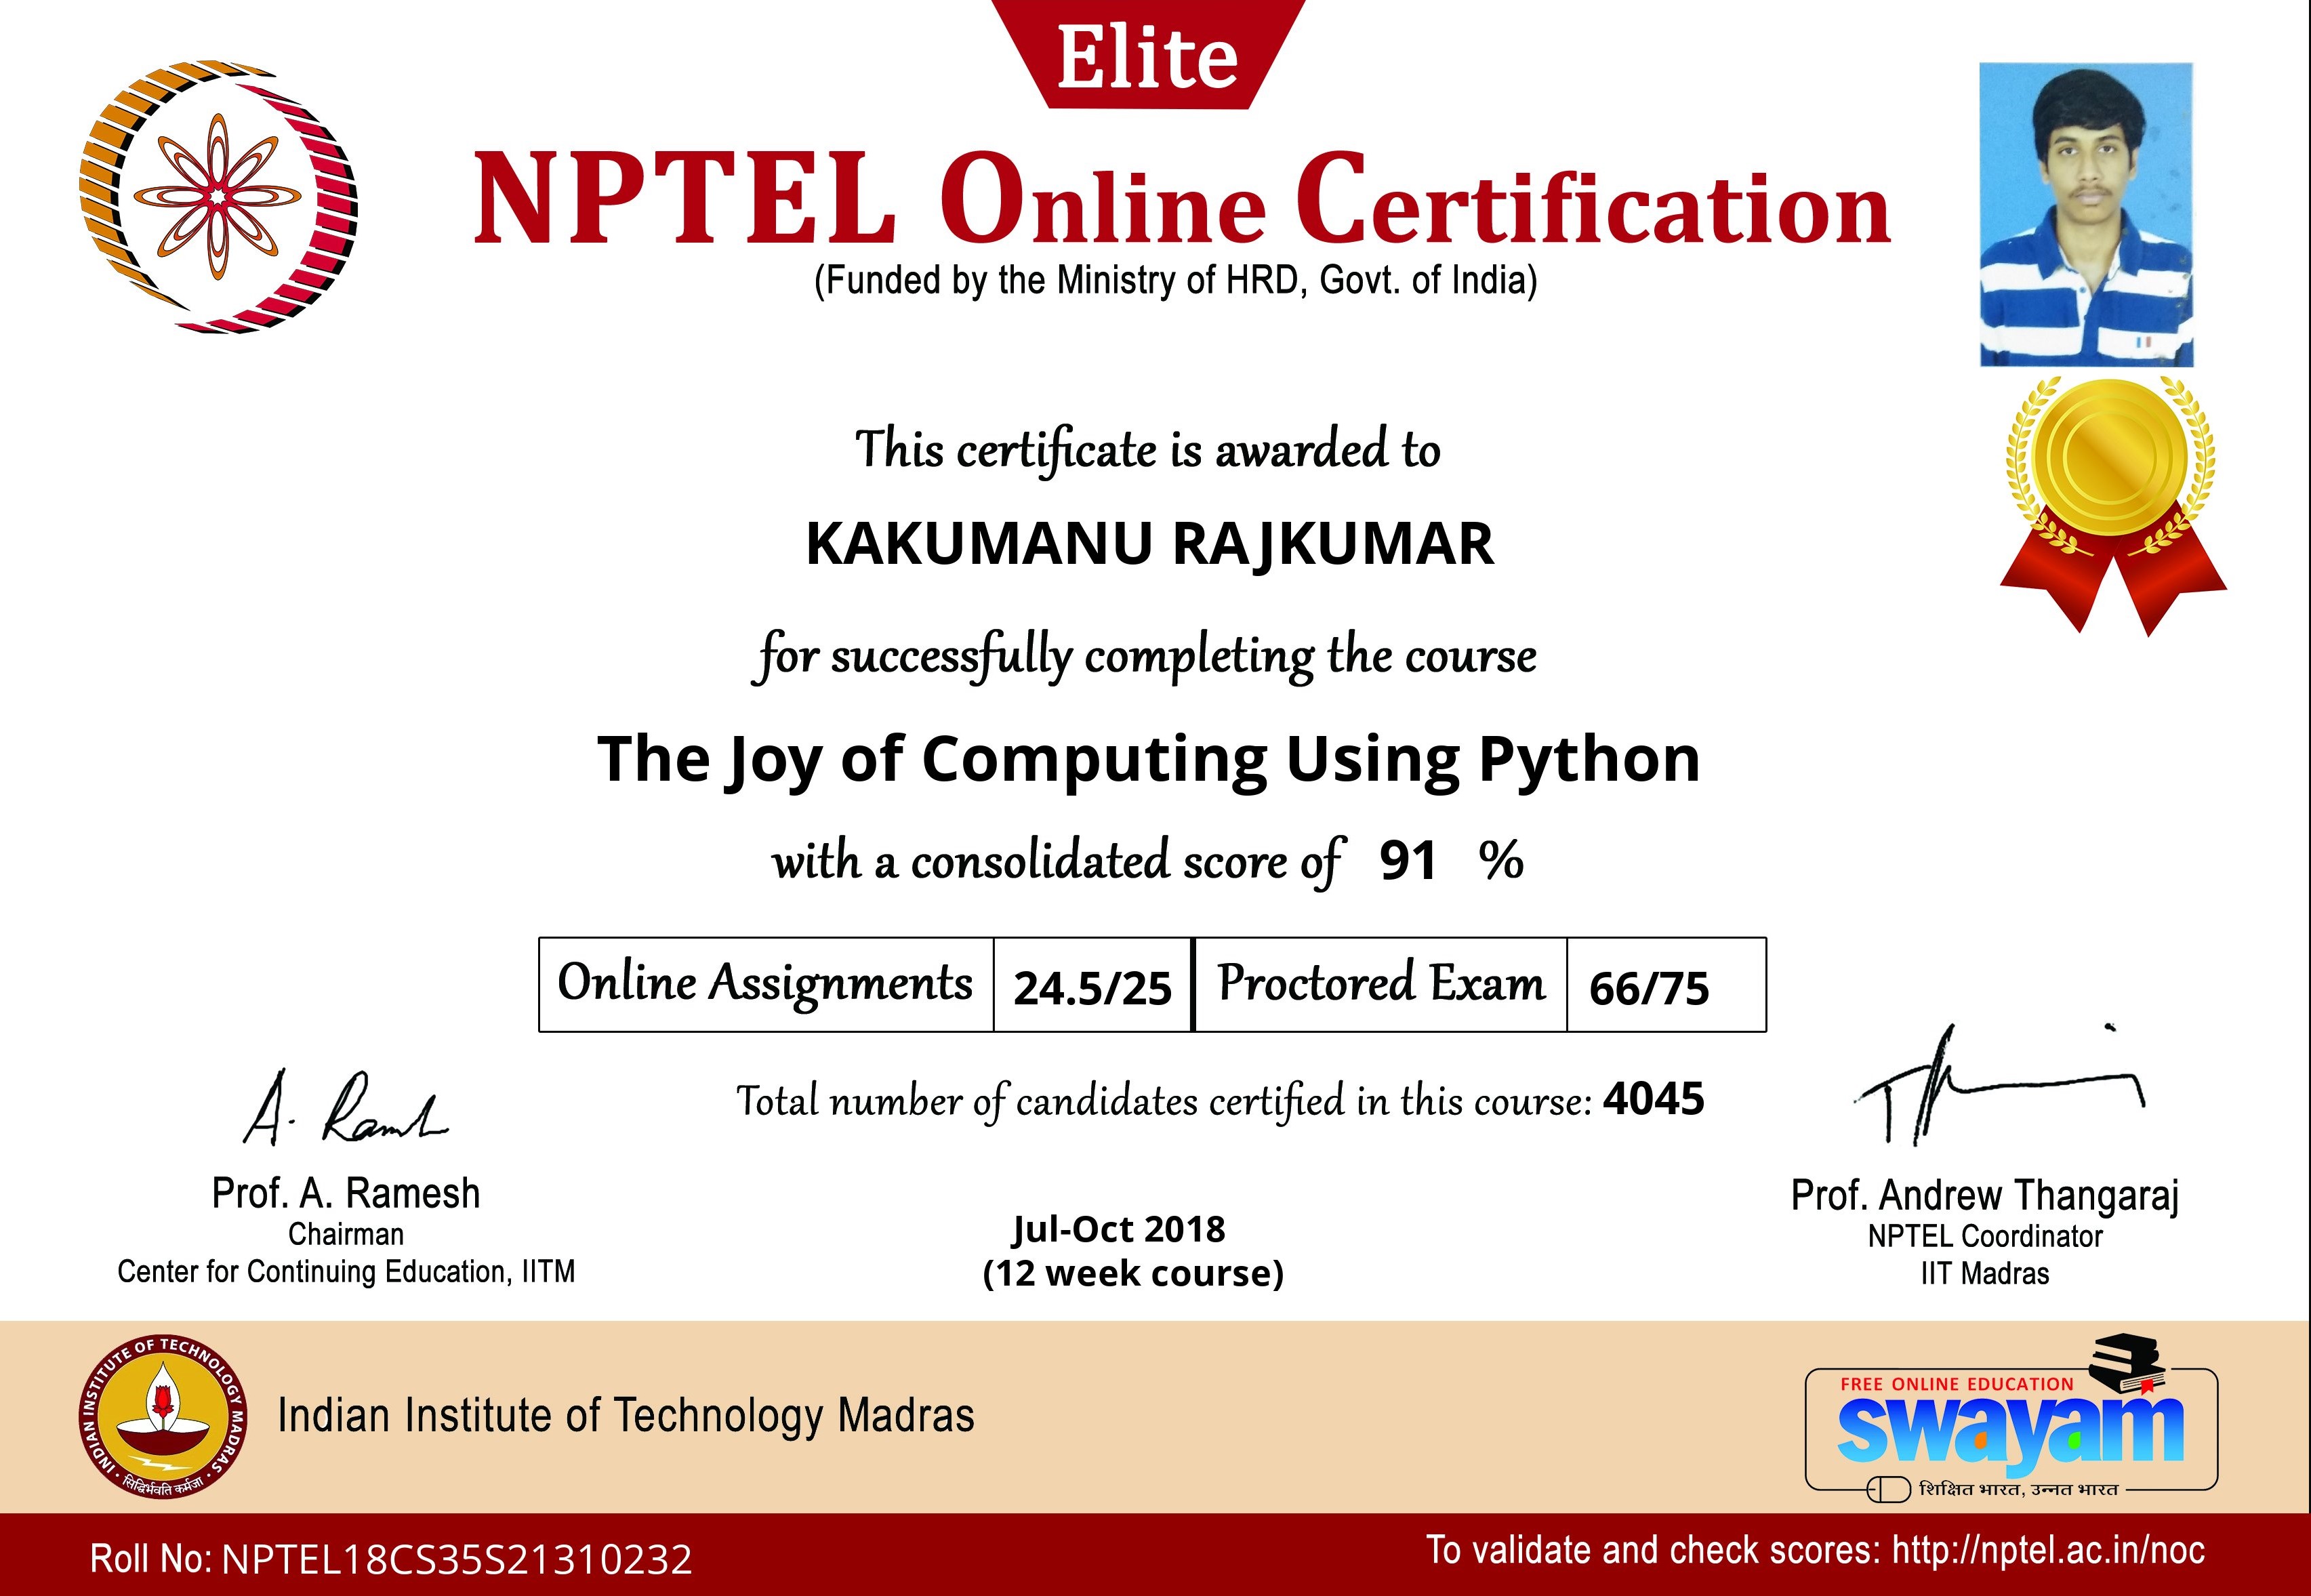 Elite
NPTEL Online Certification
(Funded by the Ministry of HRD, Govt. of India)
This certificate is awarded to
KAKUMANU RAJKUMAR
for successfully completing the course
The Joy of Computing Using Python
with a consolidated score of 91 %
Online Assignments 24.5/25 Proctored Exam 66/75
Total number of candidates certified in this course: 4045
Prof. A. Ramesh
Chairman
Center for Continuing Education, IITM
Jul-Oct 2018
(12 week course)
Prof. Andrew Thangaraj
NPTEL Coordinator
IIT Madras
INDIAN INSTITUTE OF TECHNOLOGY MADRAS
सिद्धिर्भवति कर्मजा
Indian Institute of Technology Madras
FREE ONLINE EDUCATION
swayam
शिक्षित भारत, उन्नत भारत
Roll No: NPTEL18CS35S21310232
To validate and check scores: http://nptel.ac.in/noc